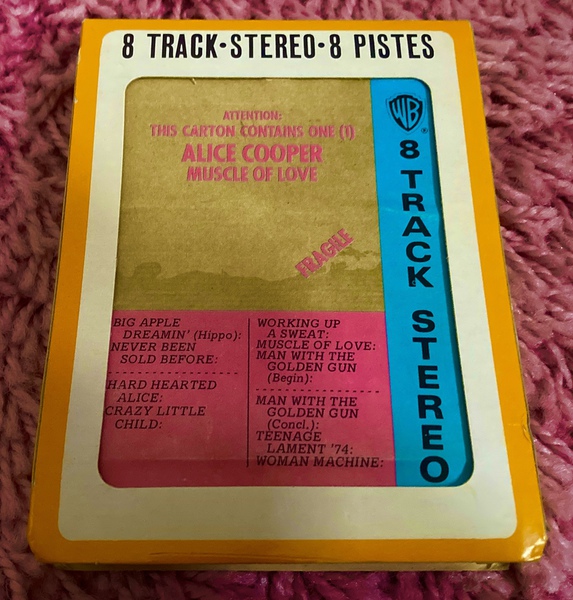 8 TRACK·STEREO·8 PISTES
ATTENTION:
THIS CARTON CONTAINS ONE (1)
ALICE COOPER
MUSCLE OF LOVE
FRAGILE
BIG APPLE
DREAMIN' (Hippo):
NEVER BEEN
SOLD BEFORE:
HARD HEARTED
ALICE:
CRAZY LITTLE
CHILD:
WORKING UP
A SWEAT:
MUSCLE OF LOVE:
MAN WITH THE
GOLDEN GUN
(Begin):
MAN WITH THE
GOLDEN GUN
(Concl.):
TEENAGE
LAMENT '74:
WOMAN MACHINE:
WB
®
8 TRACK STEREO